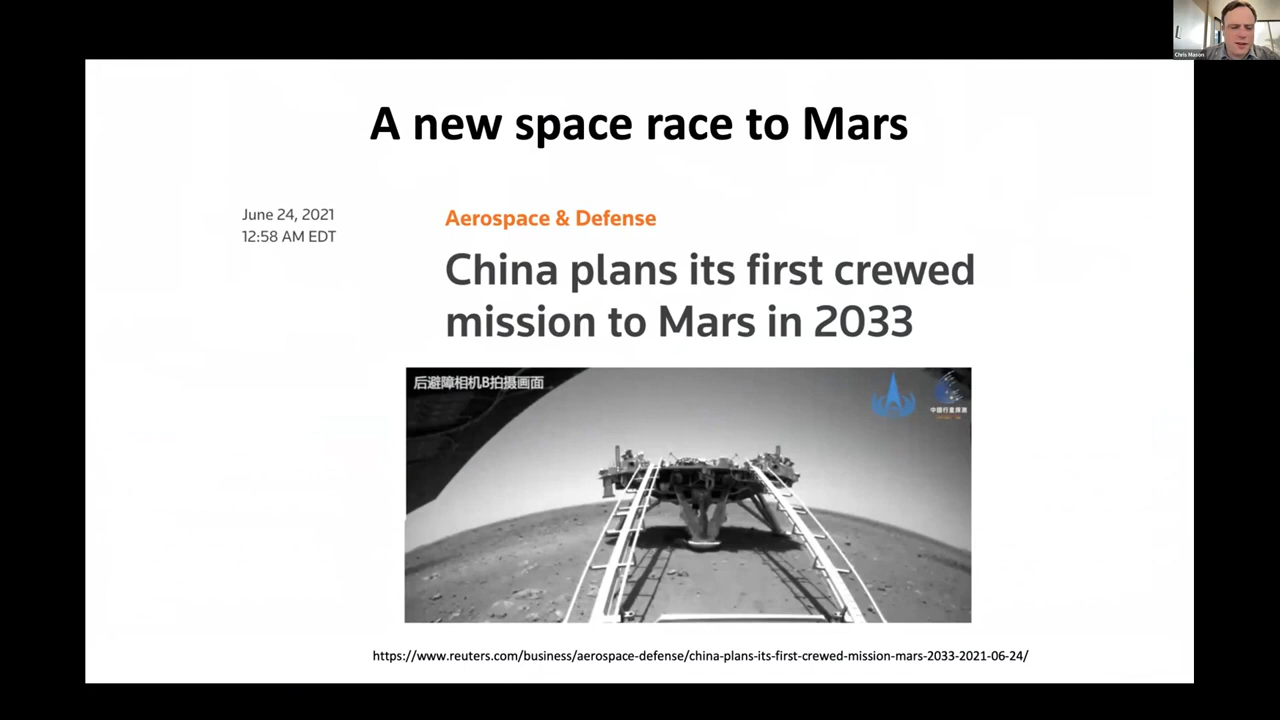 Chris Mason
A new space race to Mars
June 24, 2021
12:58 AM EDT
Aerospace & Defense
China plans its first crewed
mission to Mars in 2033
后避障相机B拍摄画面
中国行星探测
https://www.reuters.com/business/aerospace-defense/china-plans-its-first-crewed-mission-mars-2033-2021-06-24/